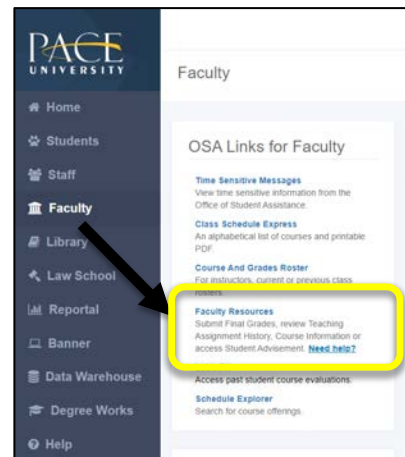 PACE
UNIVERSITY
Home
Students
Staff
Faculty
Library
Law School
Reportal
Banner
Data Warehouse
Degree Works
Help
Faculty
OSA Links for Faculty
Time Sensitive Messages
View time sensitive information from the
Office of Student Assistance.
Class Schedule Express
An alphabetical list of courses and printable
PDF.
Course And Grades Roster
For instructors, current or previous class
rosters
Faculty Resources
Submit Final Grades, review Teaching
Assignment History, Course Information or
access Student Advisement. Need help?
Access past student course evaluations.
Schedule Explorer
Search for course offerings.